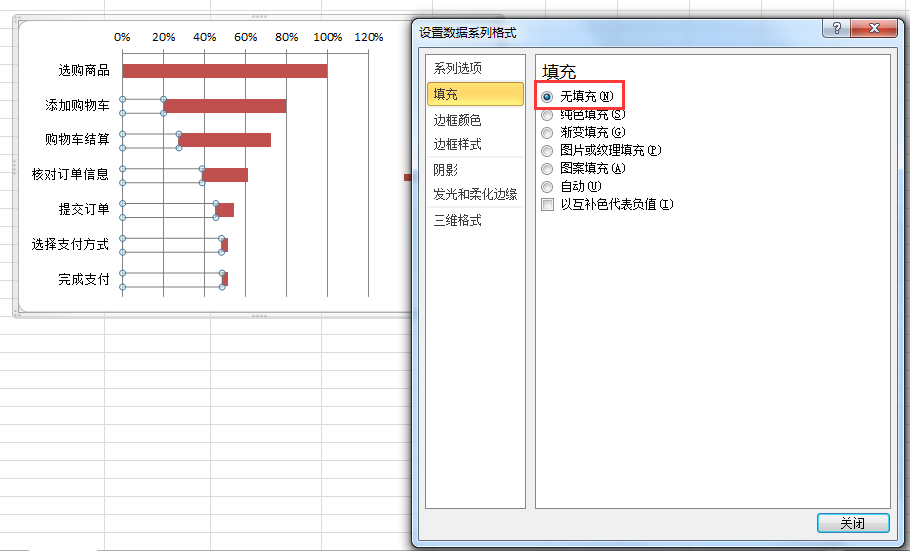 0% 20% 40% 60% 80% 100% 120%
选购商品
添加购物车
购物车结算
核对订单信息
提交订单
选择支付方式
完成支付
设置数据系列格式
?
系列选项
填充
边框颜色
边框样式
阴影
发光和柔化边缘
三维格式
填充
无填充(N)
纯色填充(S)
渐变填充(G)
图片或纹理填充(P)
图案填充(A)
自动(U)
以互补色代表负值(I)
关闭